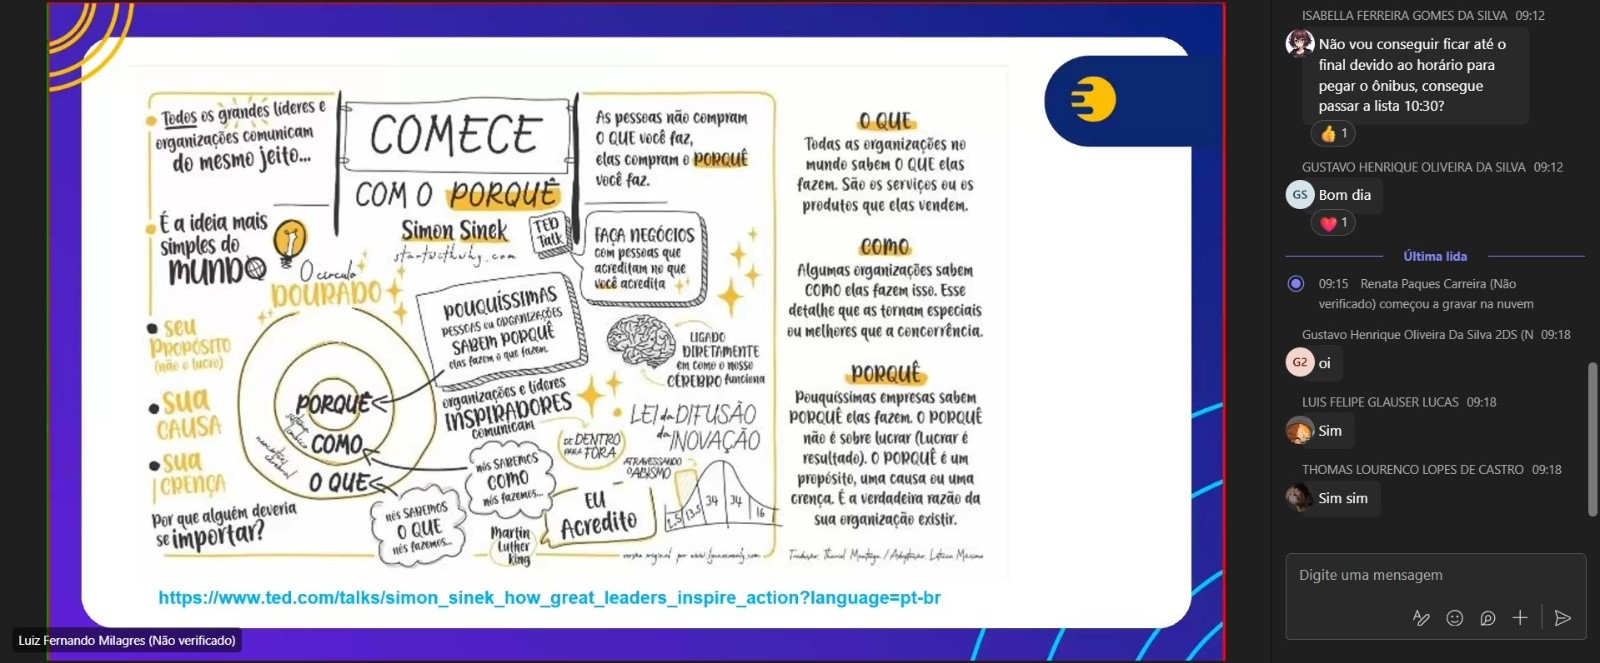 Todos os grandes líderes e
organizações comunicam
do mesmo jeito...
É a ideia mais
simples do
MUNDO
COMECE
COM O PORQUÊ
Simon Sinek
startwithwhy.com
TED
Talk
As pessoas não compram
O QUE você faz,
elas compram o PORQUÊ
você faz.
FAÇA NEGÓCIOS
com pessoas que
acreditam no que
você acredita
O círculo
DOURADO
• SEU
PROPÓSITO
(não o lucro)
• SUA
CAUSA
• SUA
CRENÇA
Por que alguém deveria
se importar?
PORQUÊ
COMO
O QUE
POUQUÍSSIMAS
PESSOAS OU ORGANIZAÇÕES
SABEM PORQUÊ
elas fazem o que fazem
organizações e líderes
INSPIRADORES
comunicam
DE DENTRO
PARA FORA
nós SABEMOS
COMO
nós fazemos...
nós SABEMOS
O QUE
nós fazemos...
LIGADO
DIRETAMENTE
em como o nosso
CÉREBRO funciona
LEI da DIFUSÃO
da INOVAÇÃO
ATRAVESSANDO
O ABISMO
2,5 13,5 34 34 16
EU
Acredito
Martin
Luther
King
O QUE
Todas as organizações no
mundo sabem O QUE elas
fazem. São os serviços ou os
produtos que elas vendem.
COMO
Algumas organizações sabem
COMO elas fazem isso. Esse
detalhe que as tornam especiais
ou melhores que a concorrência.
PORQUÊ
Pouquíssimas empresas sabem
PORQUÊ elas fazem. O PORQUÊ
não é sobre lucrar (Lucrar é
resultado). O PORQUÊ é um
propósito, uma causa ou uma
crença. É a verdadeira razão da
sua organização existir.
https://www.ted.com/talks/simon_sinek_how_great_leaders_inspire_action?language=pt-br
Luiz Fernando Milagres (Não verificado)
ISABELLA FERREIRA GOMES DA SILVA 09:12
Não vou conseguir ficar até o
final devido ao horário para
pegar o ônibus, consegue
passar a lista 10:30?
👍 1
GUSTAVO HENRIQUE OLIVEIRA DA SILVA 09:12
GS Bom dia
❤️ 1
Última lida
09:15 Renata Paques Carreira (Não
verificado) começou a gravar na nuvem
Gustavo Henrique Oliveira Da Silva 2DS (N 09:18
G2 oi
LUIS FELIPE GLAUSER LUCAS 09:18
Sim
THOMAS LOURENCO LOPES DE CASTRO 09:18
Sim sim
Digite uma mensagem